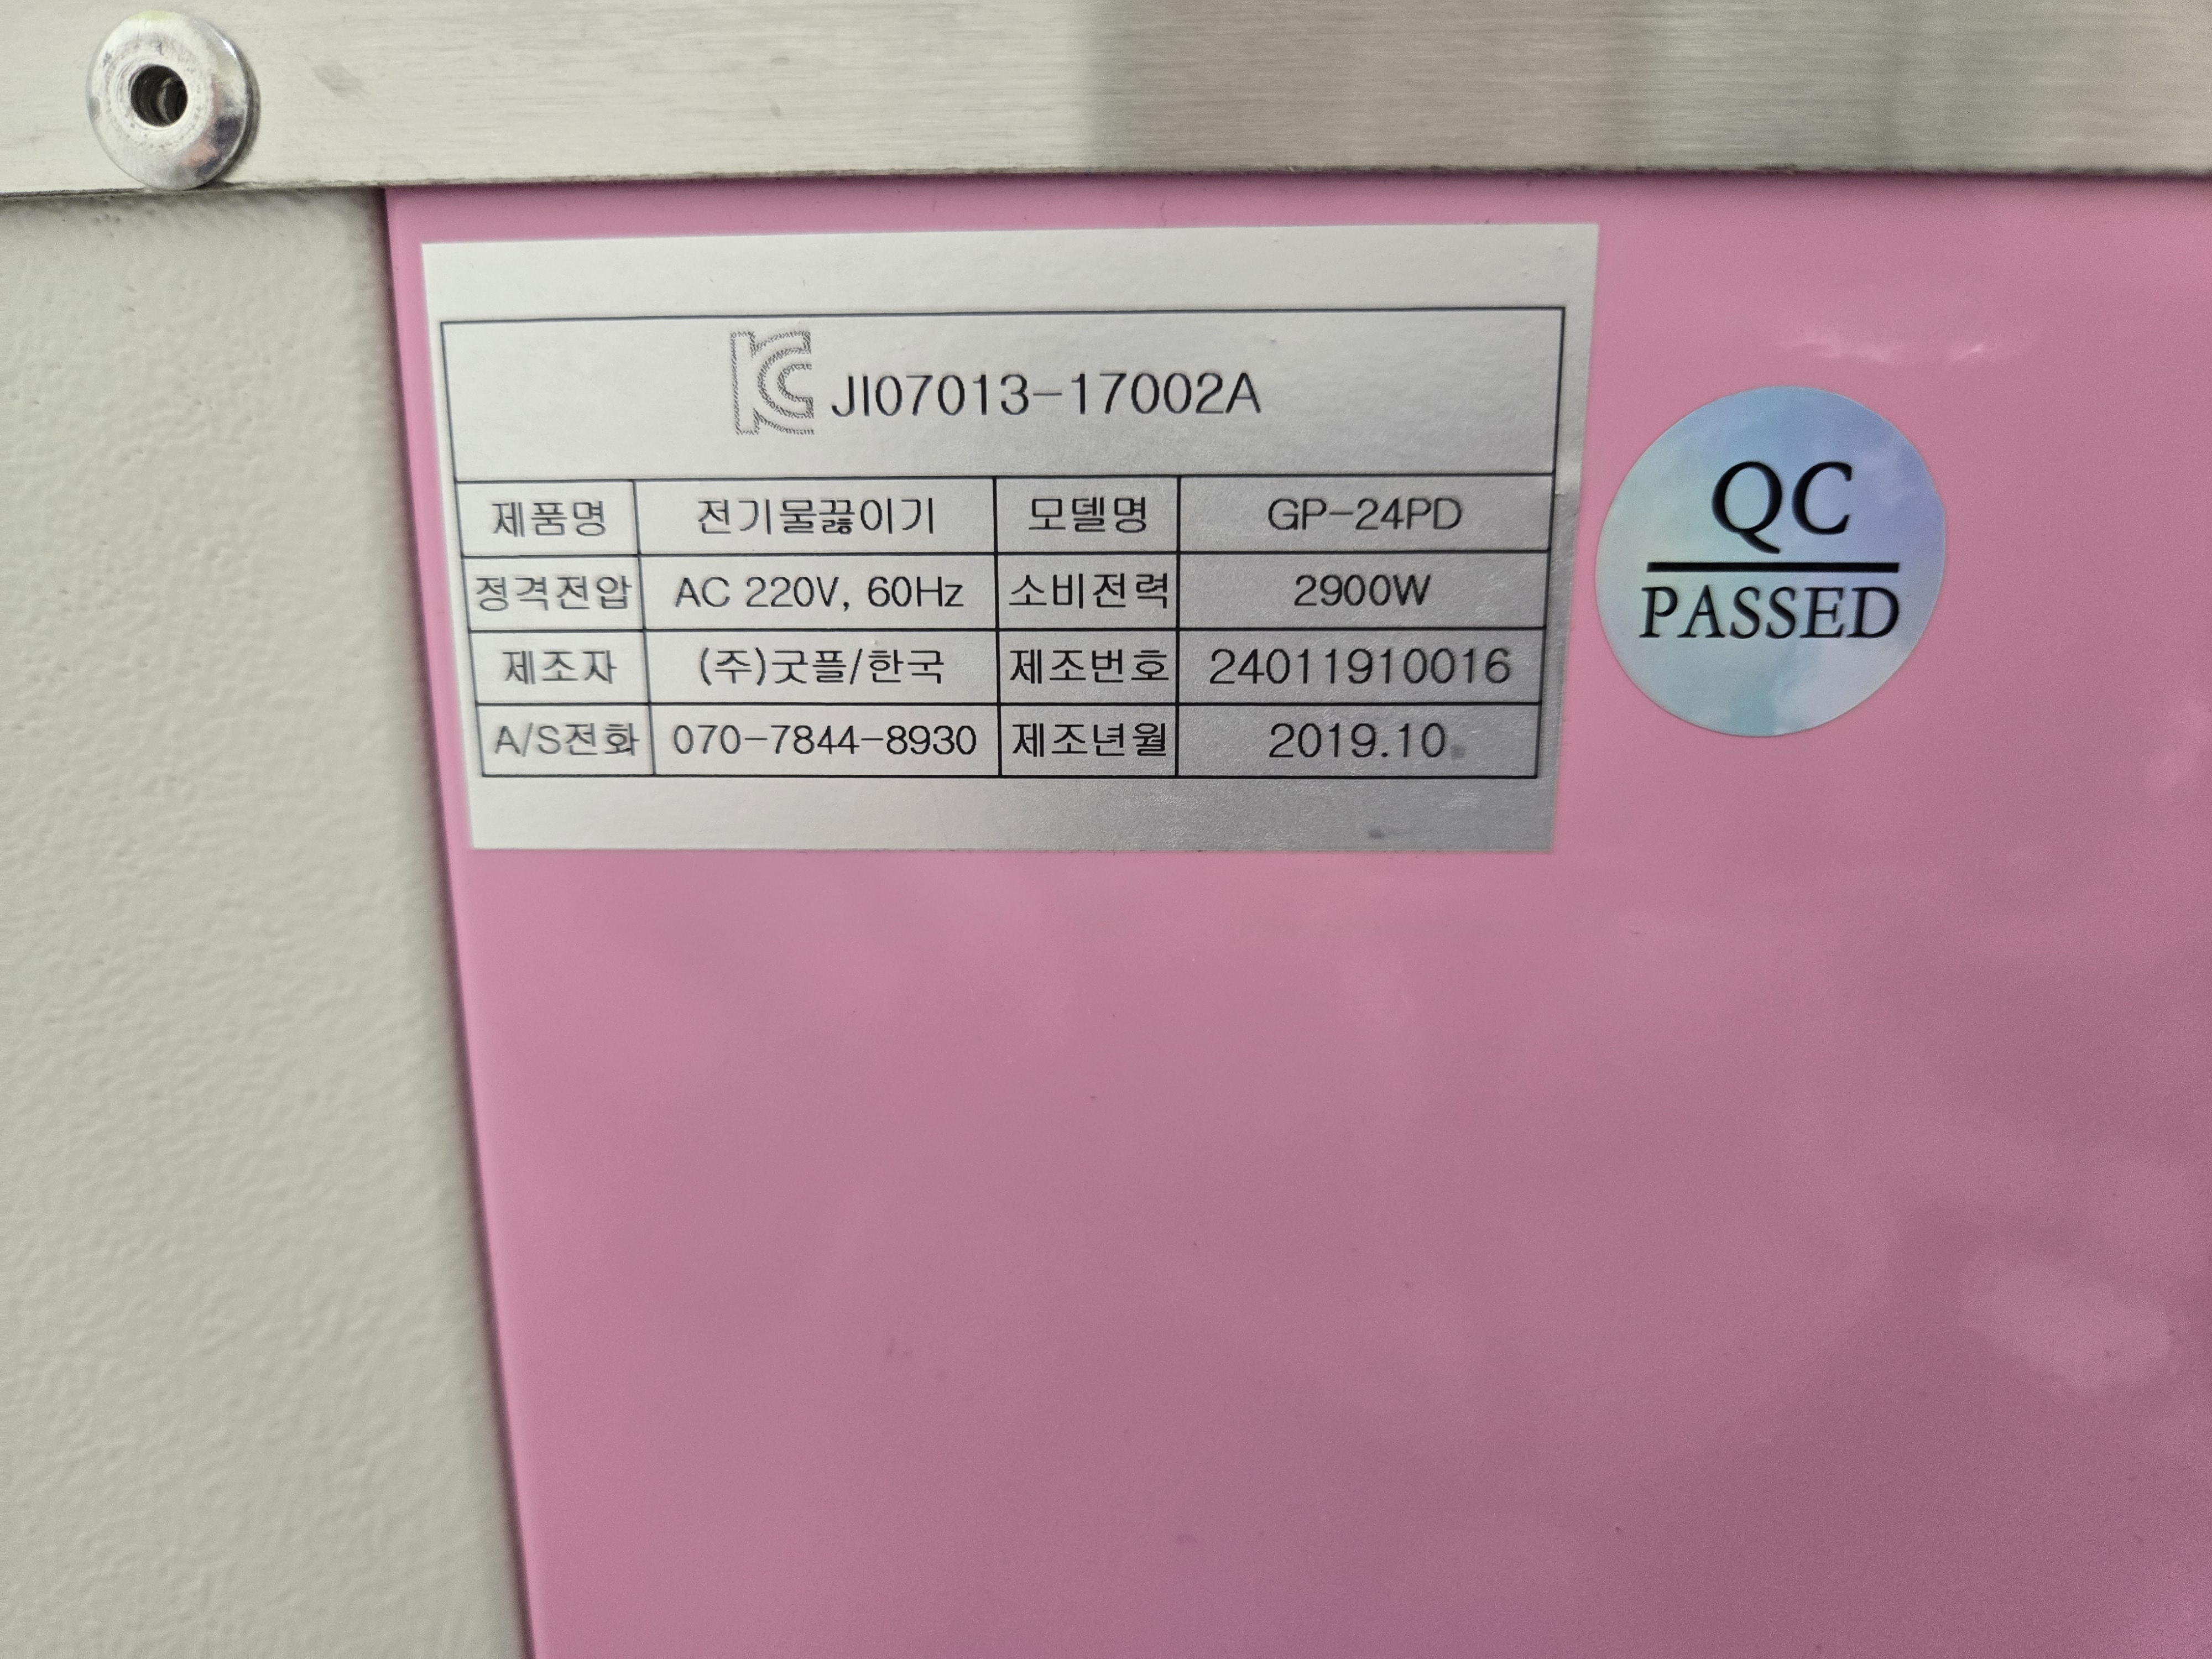 KC JI07013-17002A
제품명 전기물끓이기 모델명 GP-24PD
정격전압 AC 220V, 60Hz 소비전력 2900W
제조자 (주)굿플/한국 제조번호 24011910016
A/S전화 070-7844-8930 제조년월 2019.10
QC
PASSED